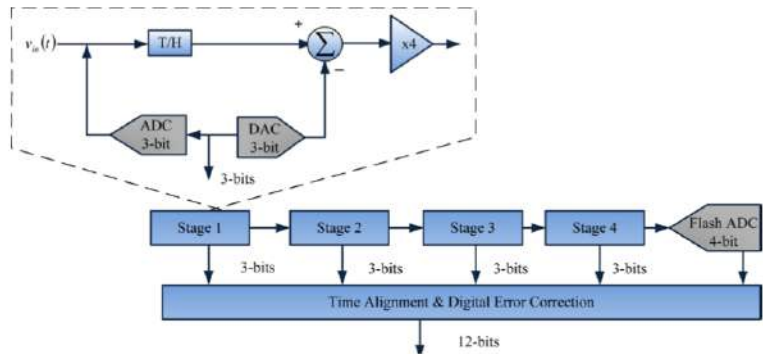 v_in(t)
T/H
+
Σ
−
x4
ADC
3-bit
DAC
3-bit
3-bits
Stage 1
Stage 2
Stage 3
Stage 4
Flash ADC
4-bit
3-bits
3-bits
3-bits
3-bits
Time Alignment & Digital Error Correction
12-bits